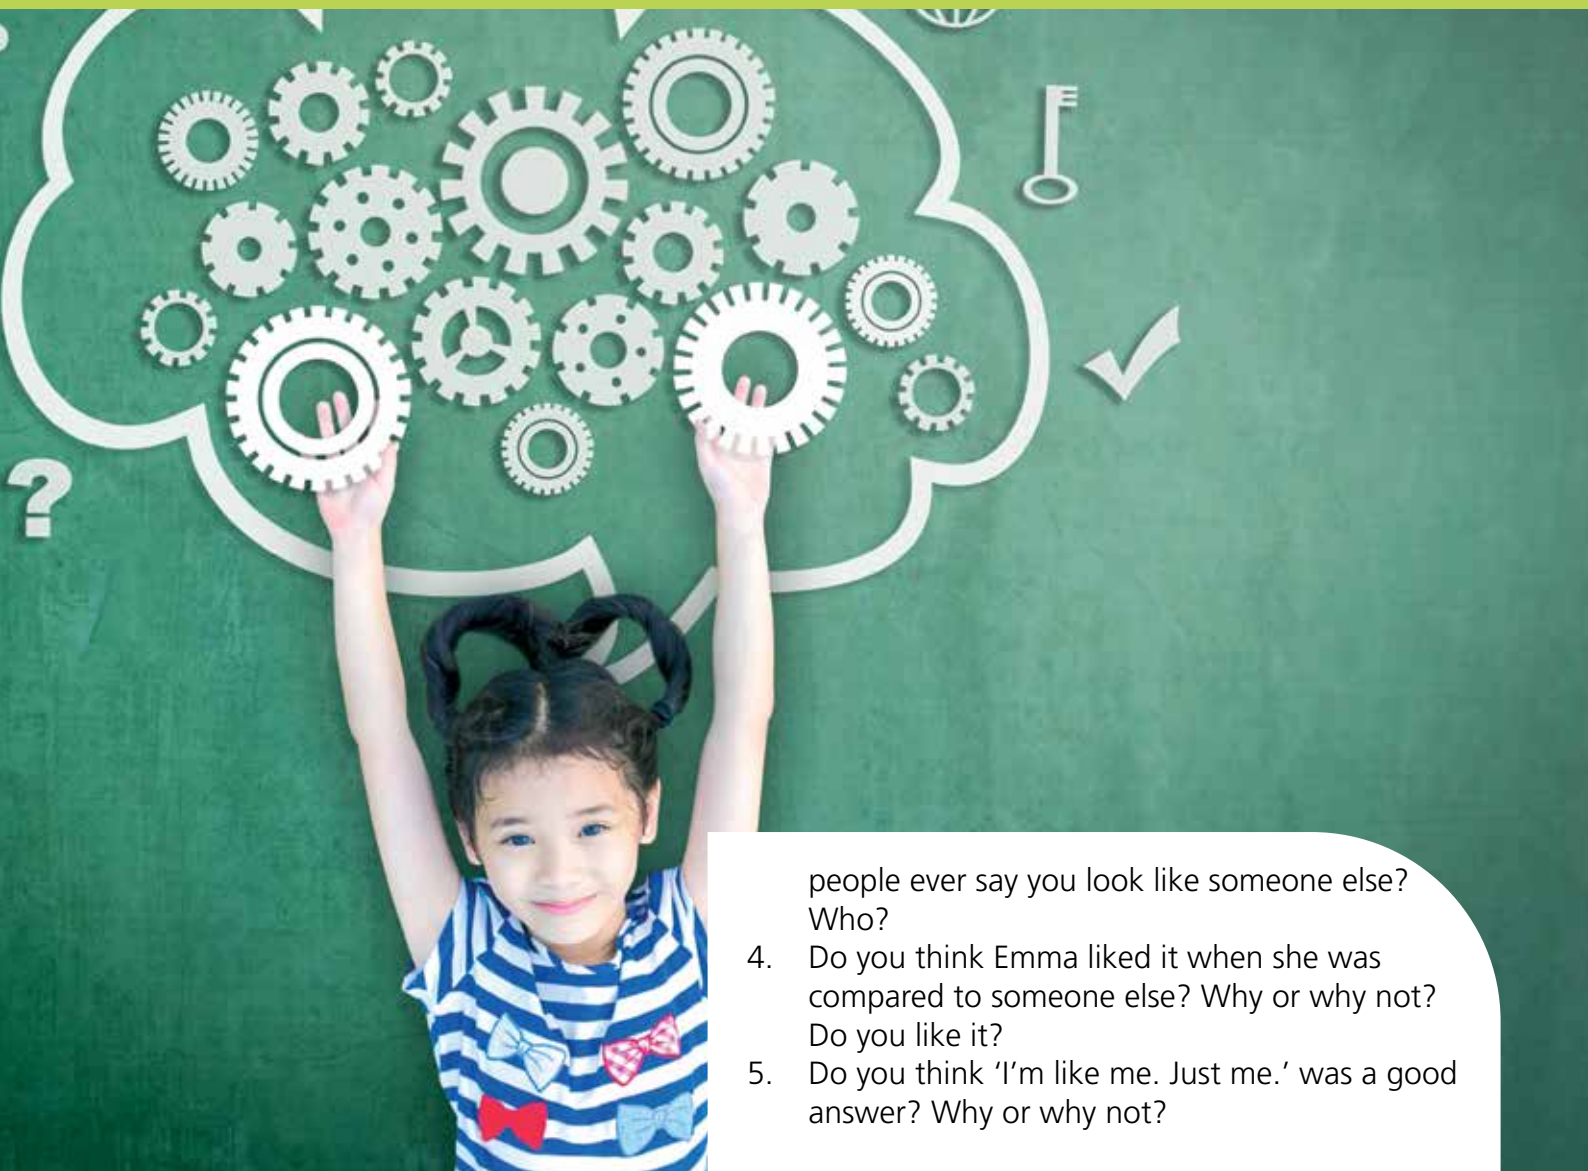 ?
people ever say you look like someone else?
Who?
4. Do you think Emma liked it when she was
compared to someone else? Why or why not?
Do you like it?
5. Do you think ‘I’m like me. Just me.’ was a good
answer? Why or why not?